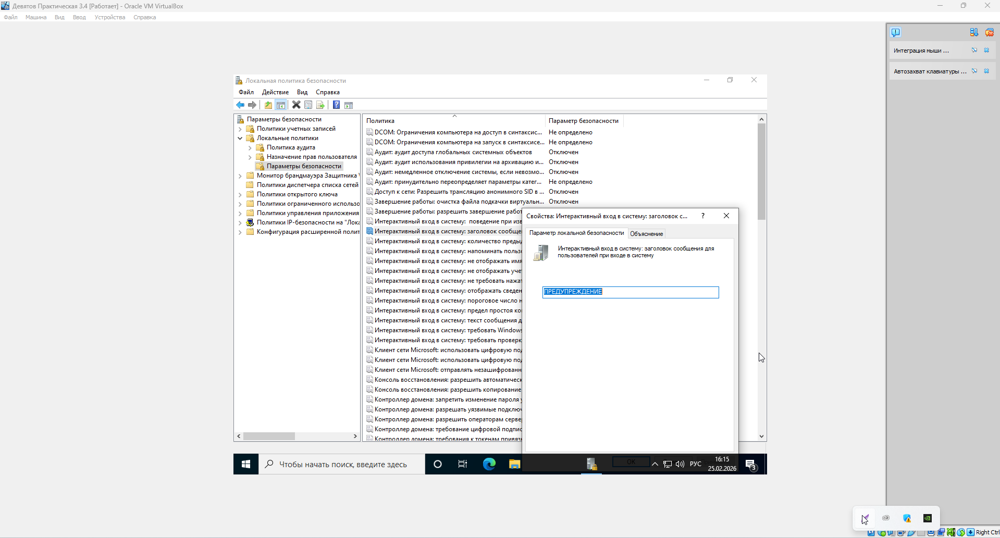 Девятов Практическая 3.4 [Работает] - Oracle VM VirtualBox
Файл Машина Вид Ввод Устройства Справка
Интеграция мыши ...
Автозахват клавиатуры ...
Локальная политика безопасности
Файл Действие Вид Справка
Параметры безопасности
Политики учетных записей
Локальные политики
Политика аудита
Назначение прав пользователя
Параметры безопасности
Монитор брандмауэра Защитника
Политики диспетчера списка сетей
Политики открытого ключа
Политики ограниченного использо
Политики управления приложения
Политики IP-безопасности на "Лока
Конфигурация расширенной полит
Политика Параметр безопасности
DCOM: Ограничения компьютера на доступ в синтаксис... Не определено
DCOM: Ограничения компьютера на запуск в синтаксисе... Не определено
Аудит: аудит доступа глобальных системных объектов Отключен
Аудит: аудит использования привилегии на архивацию и... Отключен
Аудит: немедленное отключение системы, если невозмо... Отключен
Аудит: принудительно переопределяет параметры катег... Не определено
Доступ к сети: Разрешить трансляцию анонимного SID в ... Отключен
Завершение работы: очистка файла подкачки виртуальн... Отключен
Завершение работы: разрешить завершение работ
Интерактивный вход в систему: поведение при изв
Интерактивный вход в систему: заголовок сообще
Интерактивный вход в систему: количество преды
Интерактивный вход в систему: напоминать польз
Интерактивный вход в систему: не отображать имя
Интерактивный вход в систему: не отображать уче
Интерактивный вход в систему: не требовать нажат
Интерактивный вход в систему: отображать сведен
Интерактивный вход в систему: пороговое число н
Интерактивный вход в систему: предел простоя ко
Интерактивный вход в систему: текст сообщения д
Интерактивный вход в систему: требовать Windows
Интерактивный вход в систему: требовать проверк
Клиент сети Microsoft: использовать цифровую под
Клиент сети Microsoft: использовать цифровую под
Клиент сети Microsoft: отправлять незашифрованн
Консоль восстановления: разрешить автоматическ
Консоль восстановления: разрешить копирование
Контроллер домена: запретить изменение пароля у
Контроллер домена: разрешать уязвимые подключ
Контроллер домена: разрешить операторам сервер
Контроллер домена: требование цифровой подпис
Контроллер домена: требования к токенам привяз
Свойства: Интерактивный вход в систему: заголовок с...
Параметр локальной безопасности Объяснение
Интерактивный вход в систему: заголовок сообщения для
пользователей при входе в систему
ПРЕДУПРЕЖДЕНИЕ
OK
Чтобы начать поиск, введите здесь
РУС
16:15
25.02.2026
3
Right Ctrl